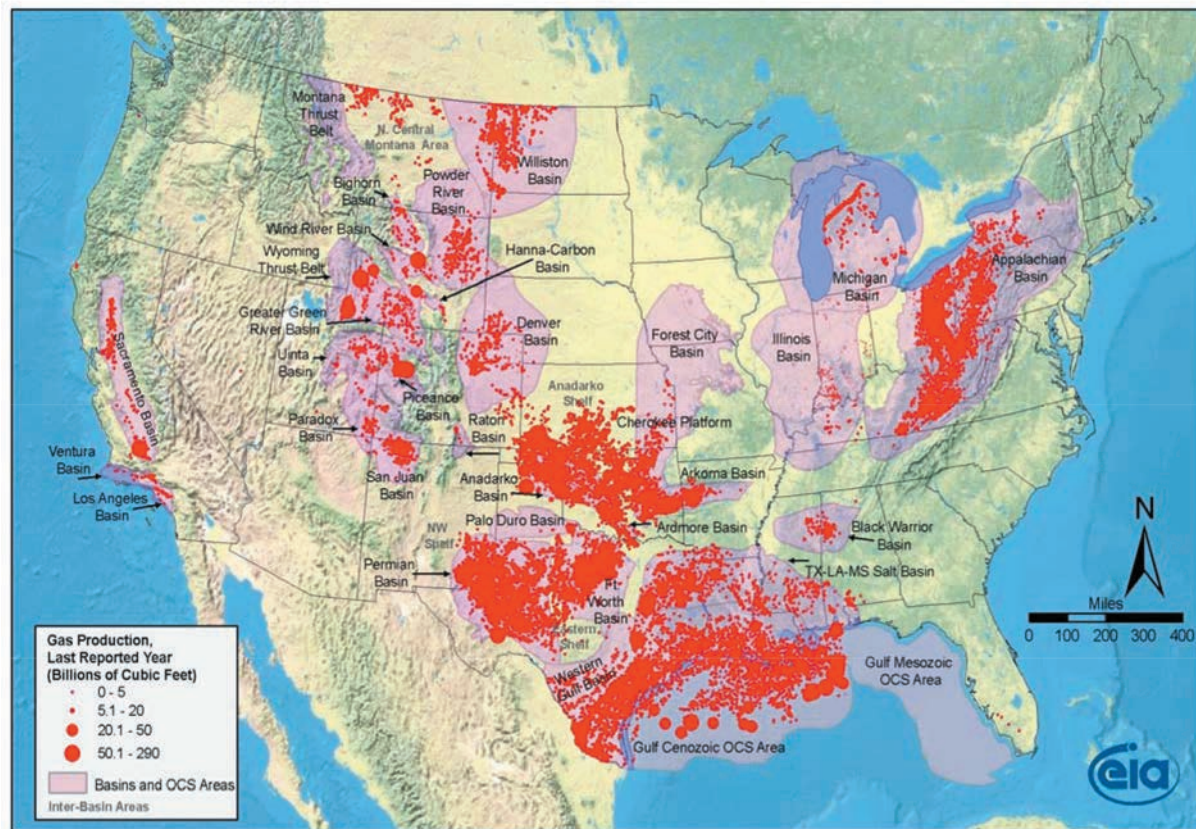 Montana
Thrust
Belt
N. Central
Montana Area
Williston
Basin
Powder
River
Basin
Bighorn
Basin
Wind River Basin
Hanna-Carbon
Basin
Wyoming
Thrust Belt
Michigan
Basin
Appalachian
Basin
Greater Green
River Basin
Denver
Basin
Forest City
Basin
Illinois
Basin
Uinta
Basin
Sacramento Basin
Piceance
Basin
Anadarko
Shelf
Paradox
Basin
Raton
Basin
Cherokee Platform
Ventura
Basin
San Juan
Basin
Anadarko
Basin
Arkoma Basin
Los Angeles
Basin
NW
Shelf
Palo Duro Basin
Ardmore Basin
Black Warrior
Basin
Permian
Basin
TX-LA-MS Salt Basin
Ft.
Worth
Basin
Eastern
Shelf
Western
Gulf Basin
Gulf Mesozoic
OCS Area
Gulf Cenozoic OCS Area
N
Miles
0 100 200 300 400
Gas Production,
Last Reported Year
(Billions of Cubic Feet)
0 - 5
5.1 - 20
20.1 - 50
50.1 - 290
Basins and OCS Areas
Inter-Basin Areas
eia